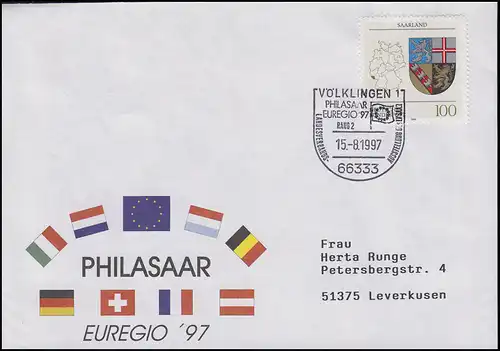 SAARLAND
100
VÖLKLINGEN 1
PHILASAAR
EUREGIO '97
RANG 2
15.-8.1997
66333
PHILASAAR
EUREGIO '97
Frau
Herta Runge
Petersbergstr. 4
51375 Leverkusen